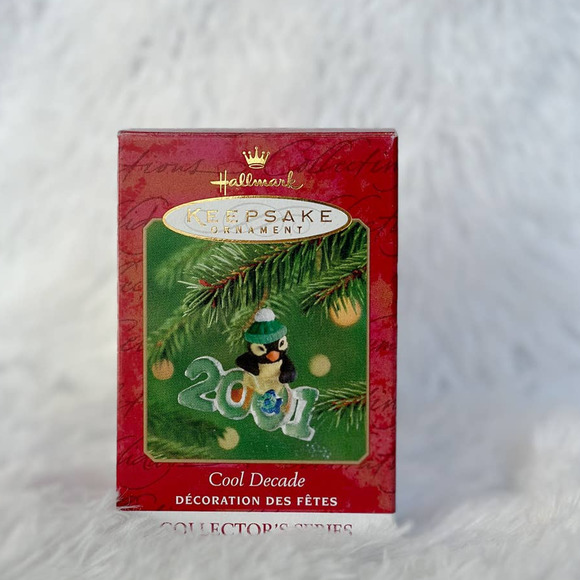 Hallmark
KEEPSAKE
ORNAMENT
2001
Cool Decade
DÉCORATION DES FÊTES
COLLECTOR'S SERIES